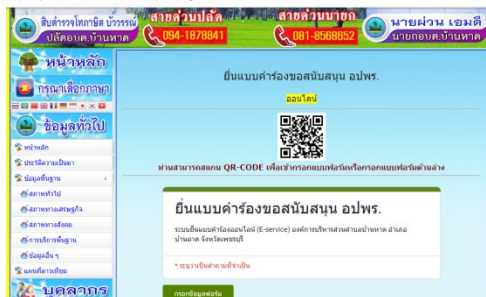 สืบดำรวจโทภาษิต บัววรรณ์
ปลัดอบต.บ้านหาด
สายด่วนปลัด
094-1878841
สายด่วนนายก
081-8568652
นายผ่วน เอมดี
นายกอบต.บ้านหาด
หน้าหลัก
กรุณาเลือกภาษา
ข้อมูลทั่วไป
หน้าหลัก
ประวัติความเป็นมา
ข้อมูลพื้นฐาน
สภาพทั่วไป
สภาพทางเศรษฐกิจ
สภาพทางสังคม
การบริการพื้นฐาน
ข้อมูลอื่น ๆ
แผนที่ดาวเทียม
บุคลากร
ยื่นแบบคำร้องขอสนับสนุน อปพร.
ออนไลน์
ท่านสามารถสแกน QR-CODE เพื่อเข้ากรอกแบบฟอร์มหรือกรอกแบบฟอร์มด้านล่าง
ยื่นแบบคำร้องขอสนับสนุน อปพร.
ระบบยื่นแบบคำร้องออนไลน์ (E-service) องค์การบริหารส่วนตำบลบ้านหาด อำเภอ
บ้านลาด จังหวัดเพชรบุรี
* ระบุว่าเป็นคำถามที่จำเป็น
กรอกข้อมูลฟอร์ม